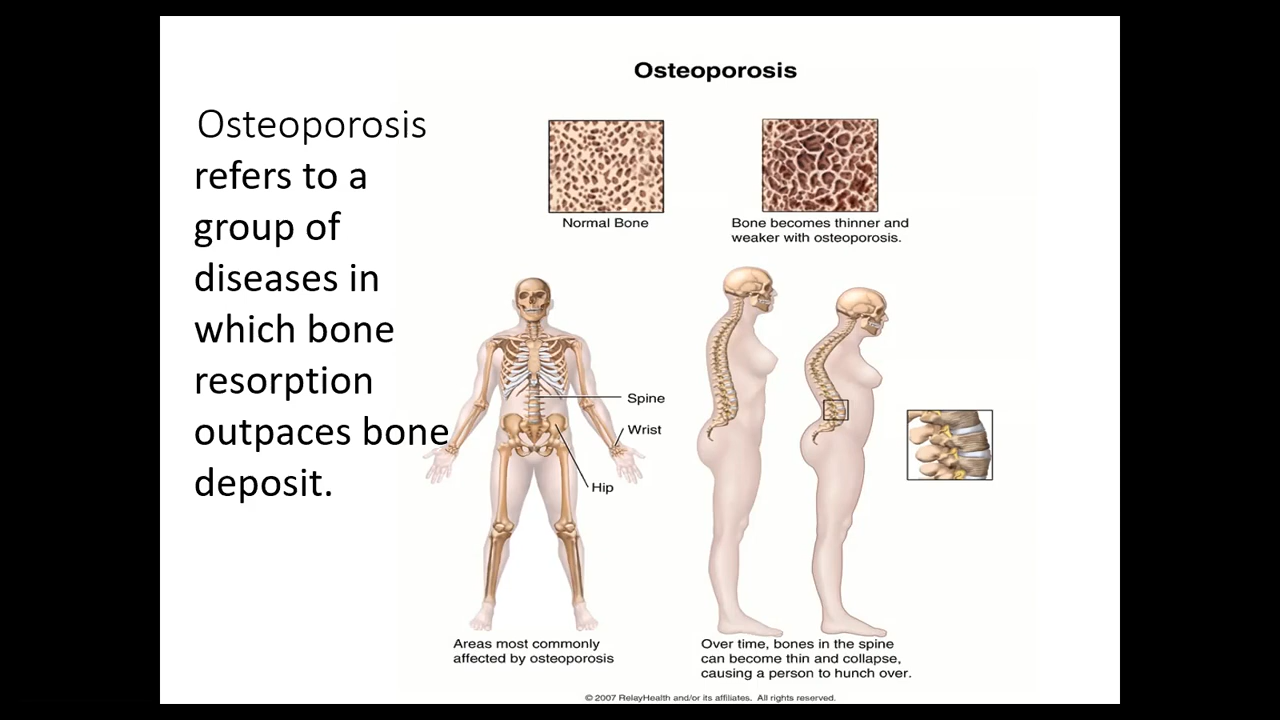 Osteoporosis
Osteoporosis
refers to a
group of
diseases in
which bone
resorption
outpaces bone
deposit.
Normal Bone
Bone becomes thinner and
weaker with osteoporosis.
Spine
Wrist
Hip
Areas most commonly
affected by osteoporosis
Over time, bones in the spine
can become thin and collapse,
causing a person to hunch over.
© 2007 RelayHealth and/or its affiliates. All rights reserved.